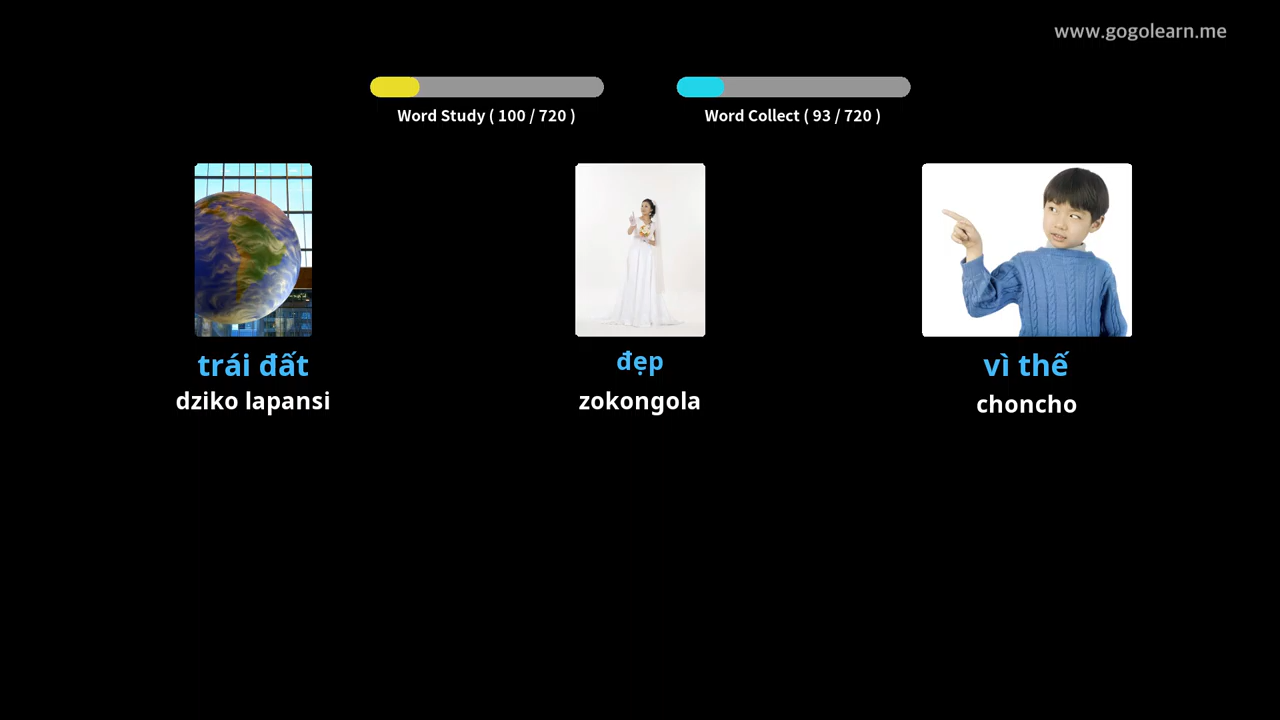 www.gogolearn.me
Word Study ( 100 / 720 )
Word Collect ( 93 / 720 )
trái đất
dziko lapansi
đẹp
zokongola
vì thế
choncho